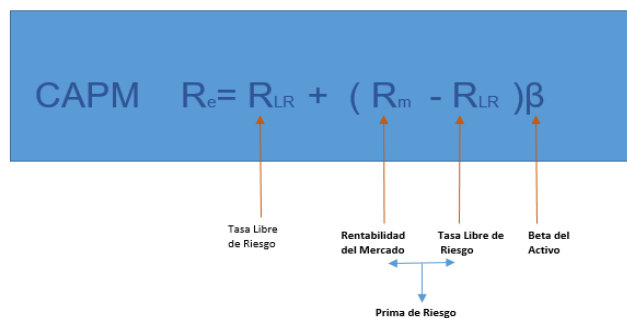 CAPM Re= RLR + ( Rm - RLR )β
Tasa Libre
de Riesgo
Rentabilidad
del Mercado
Tasa Libre de
Riesgo
Beta del
Activo
Prima de Riesgo